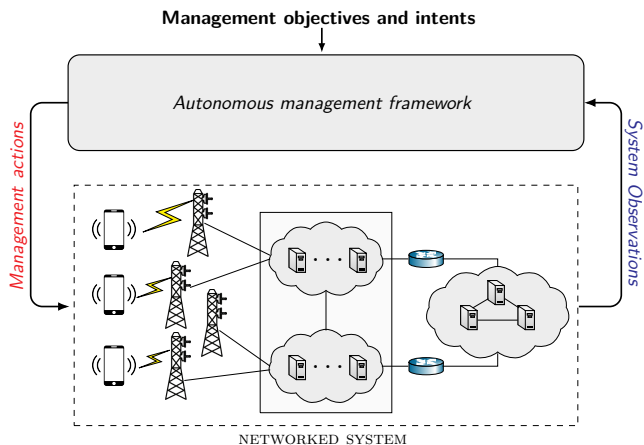 Management objectives and intents
Autonomous management framework
Management actions
System Observations
NETWORKED SYSTEM